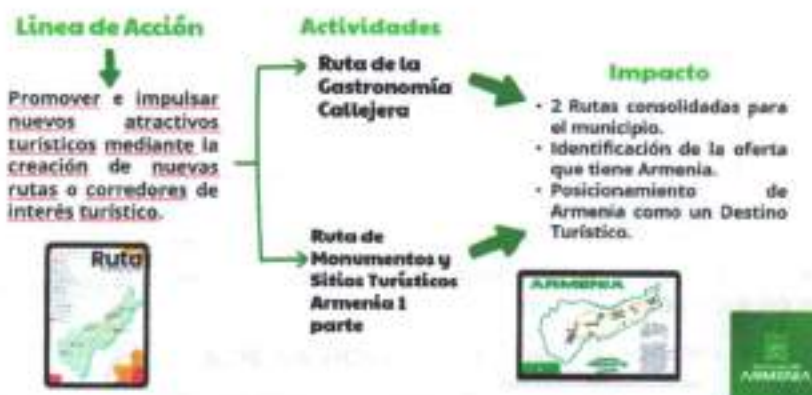 Linea de Acción
Promover e impulsar
nuevos atractivos
turísticos mediante la
creación de nuevas
rutas o corredores de
interés turístico.
Ruta
Actividades
Ruta de la
Gastronomía
Callejera
Ruta de
Monumentos y
Sitios Turísticos
Armenia 1
parte
Impacto
• 2 Rutas consolidadas para
el municipio.
• Identificación de la oferta
que tiene Armenia.
• Posicionamiento de
Armenia como un Destino
Turístico.
ARMENIA
ARMENIA